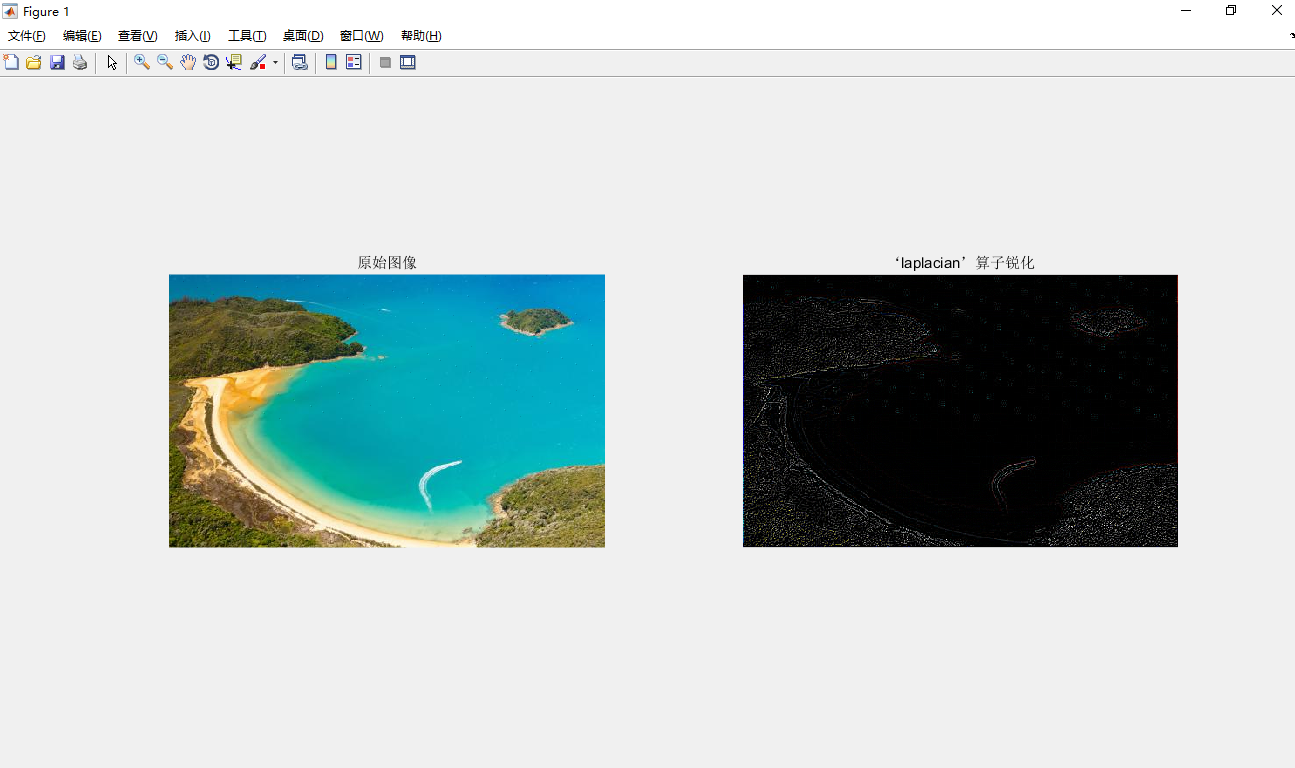 Figure 1
文件(F) 编辑(E) 查看(V) 插入(I) 工具(T) 桌面(D) 窗口(W) 帮助(H)
原始图像
‘laplacian’算子锐化